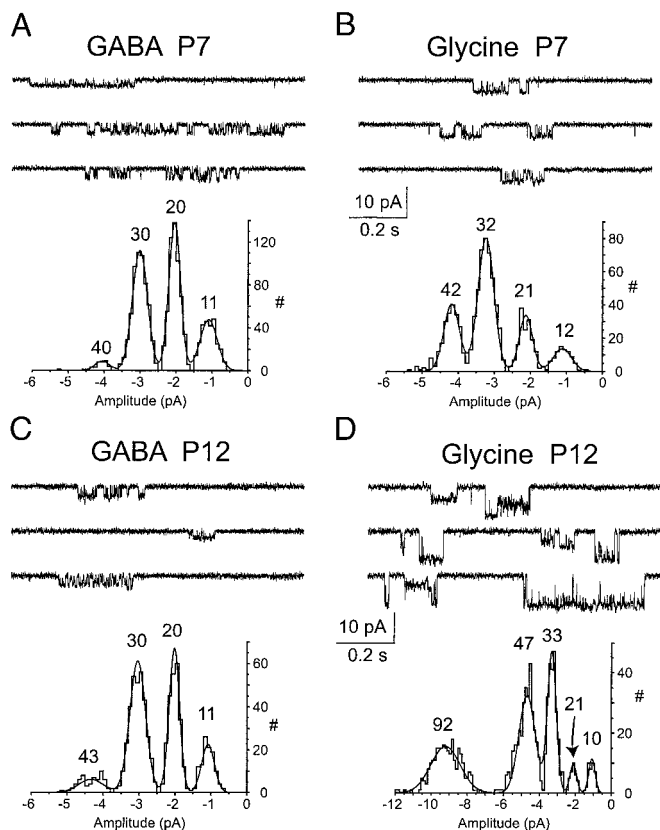 A
GABA P7
20
30
11
40
120
80
40
0
#
-6 -5 -4 -3 -2 -1 0
Amplitude (pA)
B
Glycine P7
10 pA
0.2 s
32
42
21
12
80
60
40
20
0
#
-6 -5 -4 -3 -2 -1 0
Amplitude (pA)
C
GABA P12
30
20
11
43
60
40
20
0
#
-6 -5 -4 -3 -2 -1 0
Amplitude (pA)
D
Glycine P12
10 pA
0.2 s
47
33
92
21
10
40
20
0
#
-12 -10 -8 -6 -4 -2 0
Amplitude (pA)